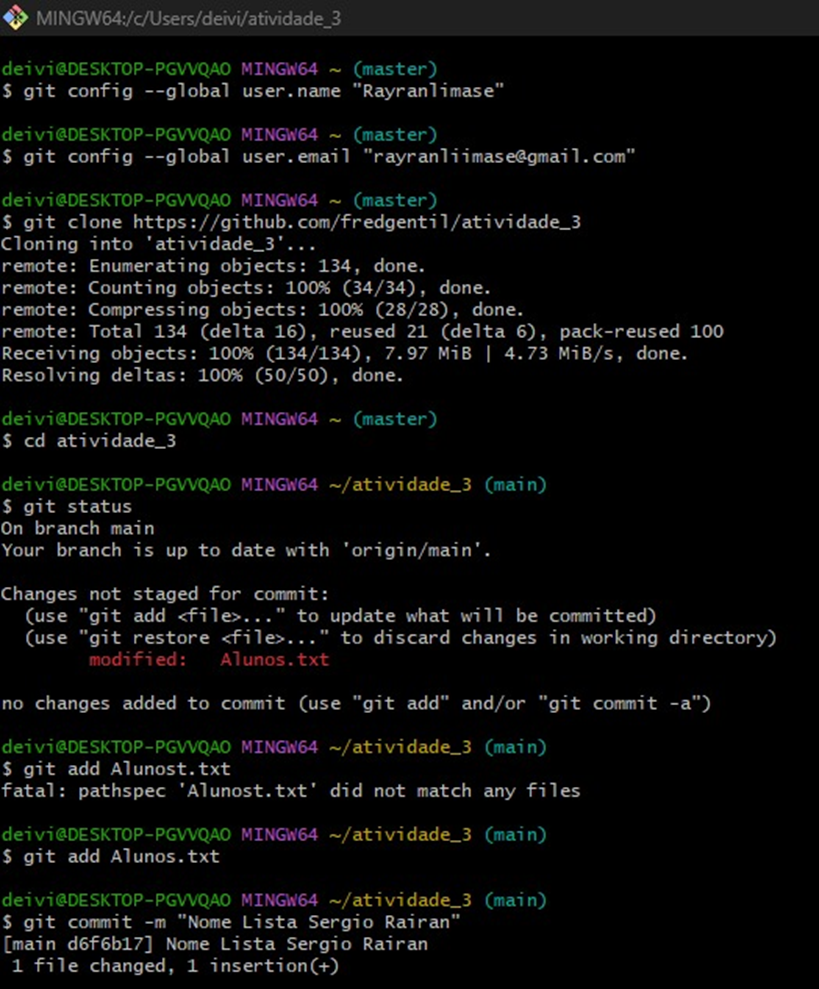 MINGW64:/c/Users/deivi/atividade_3
deivi@DESKTOP-PGVVQAO MINGW64 ~ (master)
$ git config --global user.name "Rayranlimase"
deivi@DESKTOP-PGVVQAO MINGW64 ~ (master)
$ git config --global user.email "rayranliimase@gmail.com"
deivi@DESKTOP-PGVVQAO MINGW64 ~ (master)
$ git clone https://github.com/fredgentil/atividade_3
Cloning into 'atividade_3'...
remote: Enumerating objects: 134, done.
remote: Counting objects: 100% (34/34), done.
remote: Compressing objects: 100% (28/28), done.
remote: Total 134 (delta 16), reused 21 (delta 6), pack-reused 100
Receiving objects: 100% (134/134), 7.97 MiB | 4.73 MiB/s, done.
Resolving deltas: 100% (50/50), done.
deivi@DESKTOP-PGVVQAO MINGW64 ~ (master)
$ cd atividade_3
deivi@DESKTOP-PGVVQAO MINGW64 ~/atividade_3 (main)
$ git status
On branch main
Your branch is up to date with 'origin/main'.
Changes not staged for commit:
(use "git add <file>..." to update what will be committed)
(use "git restore <file>..." to discard changes in working directory)
modified: Alunos.txt
no changes added to commit (use "git add" and/or "git commit -a")
deivi@DESKTOP-PGVVQAO MINGW64 ~/atividade_3 (main)
$ git add Alunost.txt
fatal: pathspec 'Alunost.txt' did not match any files
deivi@DESKTOP-PGVVQAO MINGW64 ~/atividade_3 (main)
$ git add Alunos.txt
deivi@DESKTOP-PGVVQAO MINGW64 ~/atividade_3 (main)
$ git commit -m "Nome Lista Sergio Rairan"
[main d6f6b17] Nome Lista Sergio Rairan
1 file changed, 1 insertion(+)